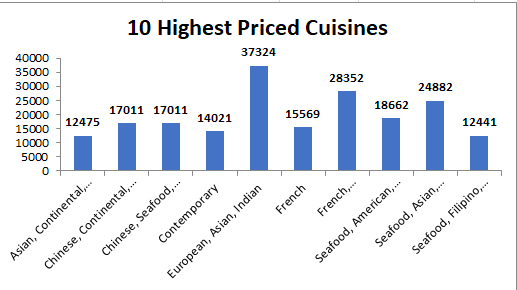 10 Highest Priced Cuisines
40000
35000
30000
25000
20000
15000
10000
5000
0
12475
17011
17011
14021
37324
15569
28352
18662
24882
12441
Asian, Continental,...
Chinese, Continental,...
Chinese, Seafood,...
Contemporary
European, Asian, Indian
French
French,...
Seafood, American,...
Seafood, Asian,...
Seafood, Filipino,...